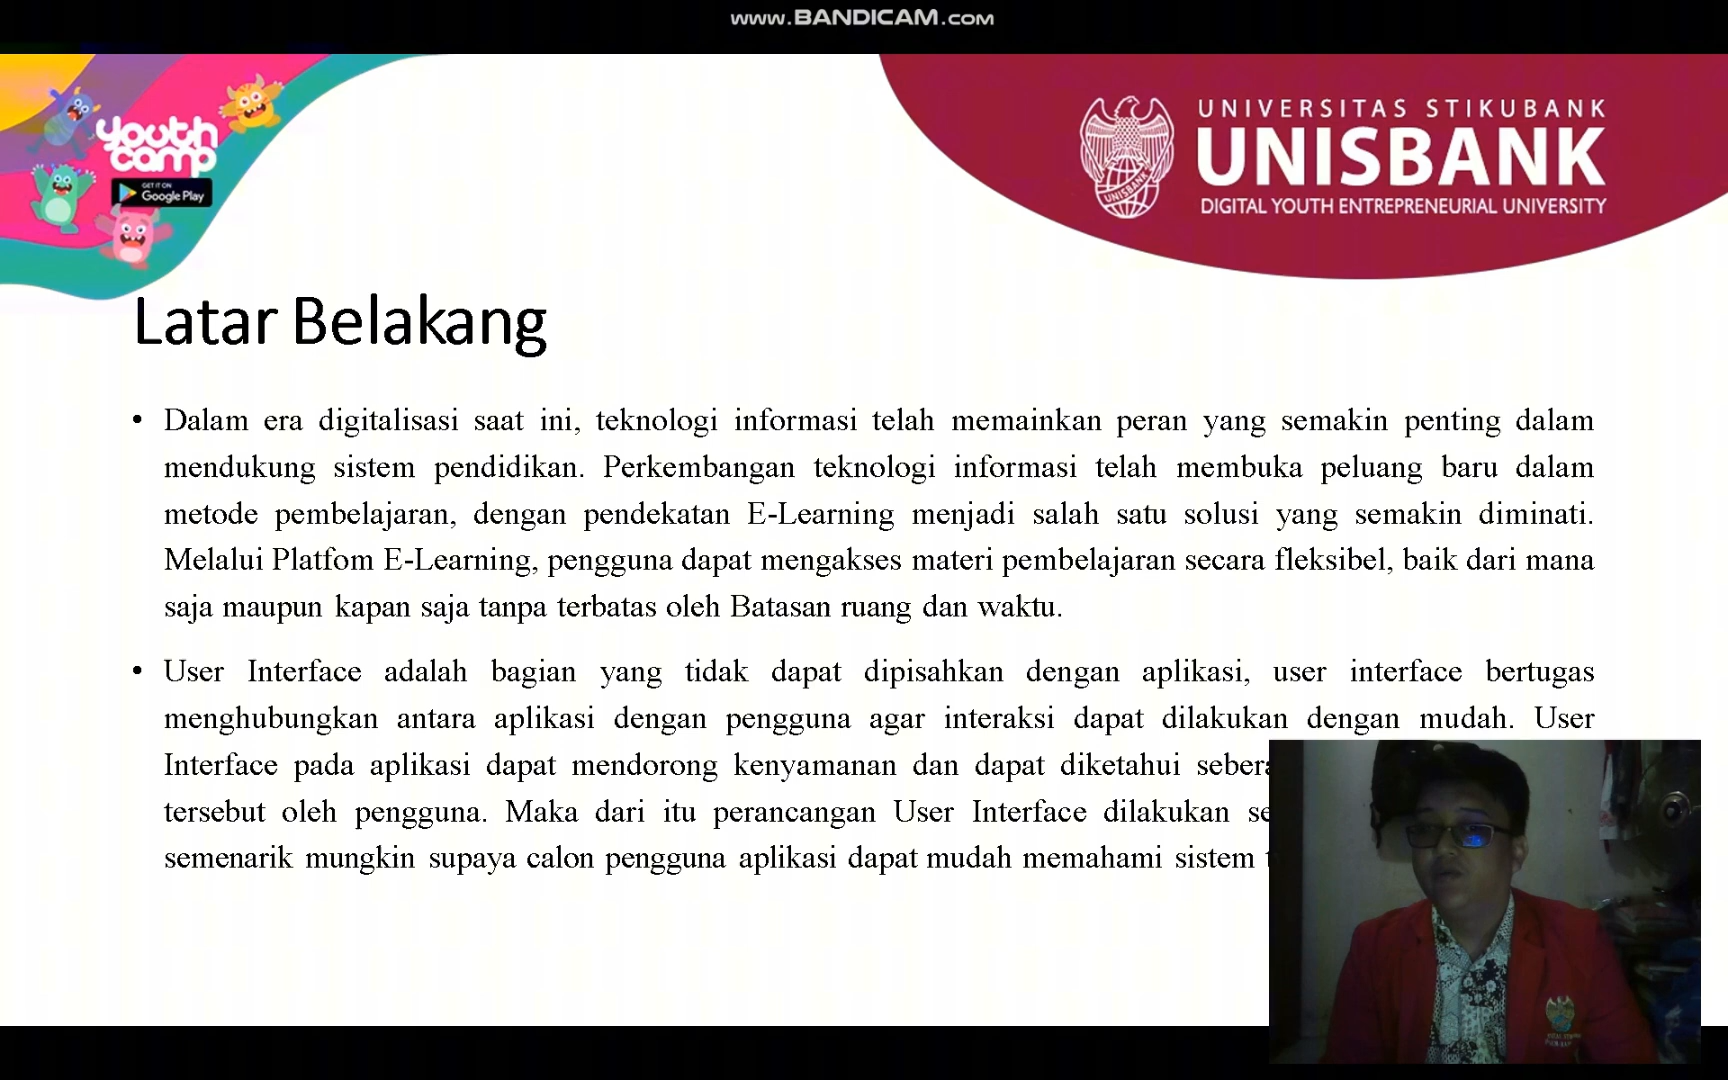 www.BANDICAM.com
youth
camp
GET IT ON
Google Play
UNIVERSITAS STIKUBANK
UNISBANK
DIGITAL YOUTH ENTREPRENEURIAL UNIVERSITY
UNISBANK
Latar Belakang
• Dalam era digitalisasi saat ini, teknologi informasi telah memainkan peran yang semakin penting dalam
mendukung sistem pendidikan. Perkembangan teknologi informasi telah membuka peluang baru dalam
metode pembelajaran, dengan pendekatan E-Learning menjadi salah satu solusi yang semakin diminati.
Melalui Platfom E-Learning, pengguna dapat mengakses materi pembelajaran secara fleksibel, baik dari mana
saja maupun kapan saja tanpa terbatas oleh Batasan ruang dan waktu.
• User Interface adalah bagian yang tidak dapat dipisahkan dengan aplikasi, user interface bertugas
menghubungkan antara aplikasi dengan pengguna agar interaksi dapat dilakukan dengan mudah. User
Interface pada aplikasi dapat mendorong kenyamanan dan dapat diketahui
tersebut oleh pengguna. Maka dari itu perancangan User Interface dilakukan
semenarik mungkin supaya calon pengguna aplikasi dapat mudah memahami sistem